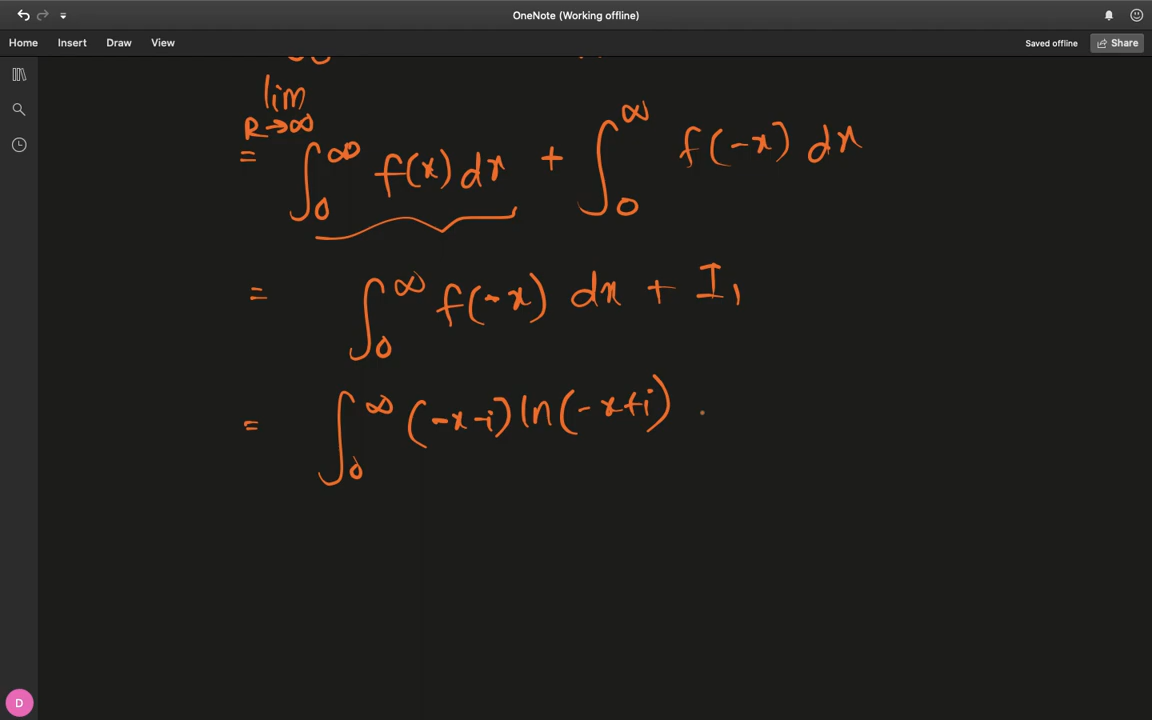 OneNote (Working offline)
Home Insert Draw View
Saved offline Share
lim
R→∞
= ∫₀^∞ f(x) dx + ∫₀^∞ f(-x) dx
= ∫₀^∞ f(-x) dx + I₁
= ∫₀^∞ (-x-i) ln(-x+i)
D